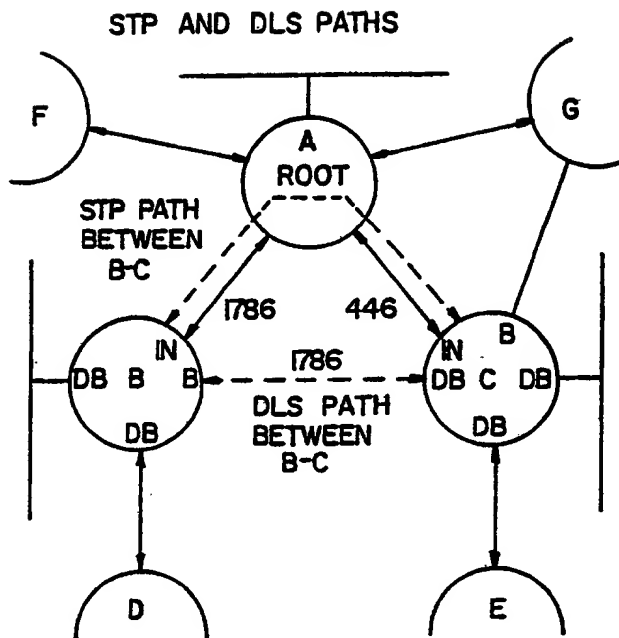 STP AND DLS PATHS
F
G
A
ROOT
STP PATH
BETWEEN
B-C
1786
446
IN
B
IN
DB B B
1786
DB C DB
DB
DLS PATH
BETWEEN
B-C
DB
D
E